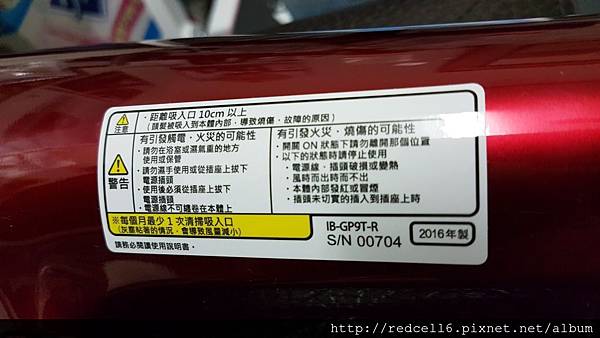 ・距離吸入口10cm以上
(頭髮被吸入到本體內部，導致燒傷、故障的原因)
注意
有引發觸電、火災的可能性
・請勿在浴室或濕氣重的地方
使用或保管
・請勿濕手使用或從插座上拔下
電源插頭
・使用後必須從插座上拔下
電源插頭
・電源線不可纏卷在本體上
警告
有引發火災、燒傷的可能性
・開關ON狀態下請勿離開那個位置
・以下的狀態時請停止使用
電源線、插頭破損或變熱
・風時而出時而不出
・本體內部發紅或冒煙
・插頭未切實的插入到插座上時
※每個月最少1次清掃吸入口
(灰塵粘著的情況，會導致風量減小)
請務必閱讀使用說明書。
IB-GP9T-R
S/N 00704
2016年製
http://redcell6.pixnet.net/album